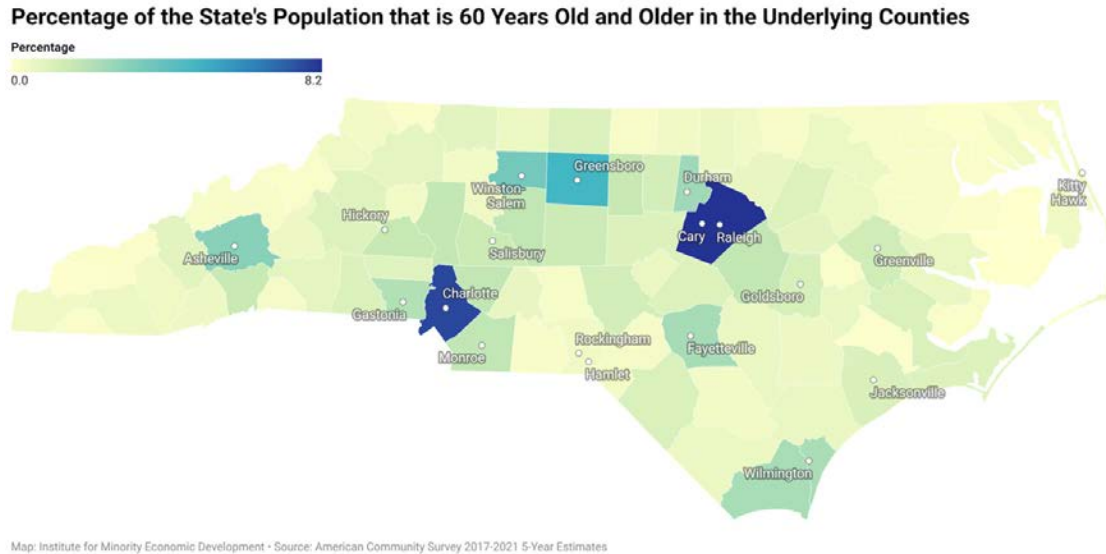 Percentage of the State's Population that is 60 Years Old and Older in the Underlying Counties
Percentage
0.0
8.2
Greensboro
Winston-
Salem
Durham
Kitty
Hawk
Hickory
Cary
Raleigh
Asheville
Salisbury
Greenville
Charlotte
Goldsboro
Gastonia
Rockingham
Monroe
Fayetteville
Hamlet
Jacksonville
Wilmington
Map: Institute for Minority Economic Development • Source: American Community Survey 2017-2021 5-Year Estimates